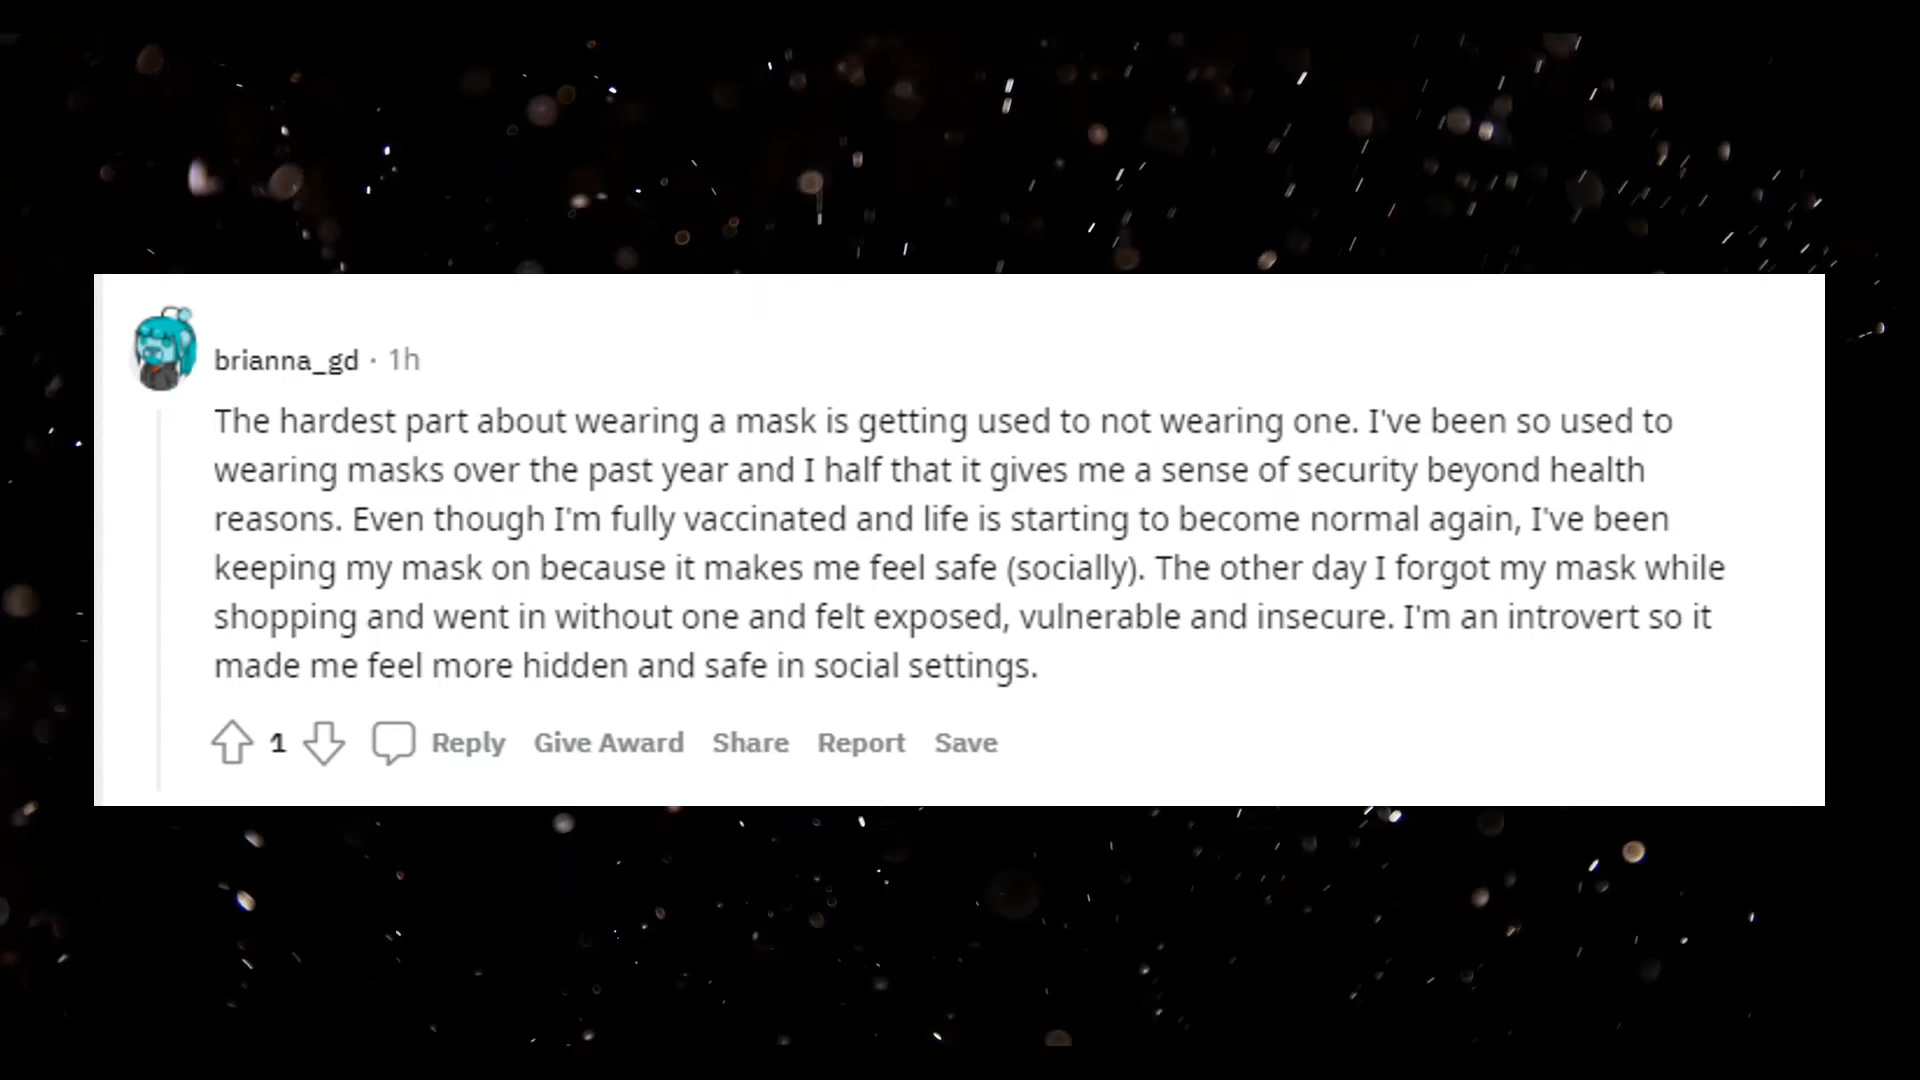 brianna_gd · 1h
The hardest part about wearing a mask is getting used to not wearing one. I've been so used to
wearing masks over the past year and I half that it gives me a sense of security beyond health
reasons. Even though I'm fully vaccinated and life is starting to become normal again, I've been
keeping my mask on because it makes me feel safe (socially). The other day I forgot my mask while
shopping and went in without one and felt exposed, vulnerable and insecure. I'm an introvert so it
made me feel more hidden and safe in social settings.
1 Reply Give Award Share Report Save